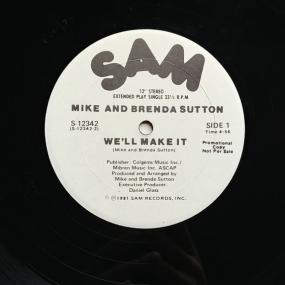 SAM
12" STEREO
EXTENDED PLAY SINGLE 33⅓ R.P.M.
MIKE AND BRENDA SUTTON
S-12342
(S-12342-2)
SIDE 1
Time 4:56
WE'LL MAKE IT
(Mike and Brenda Sutton)
Promotional
Copy
Not For Sale
Publisher: Colgems Music Inc./
Mibren Music Inc. ASCAP
Produced and Arranged by
Mike and Brenda Sutton
Executive Producer:
Daniel Glass
© ℗ 1981 SAM RECORDS, INC.